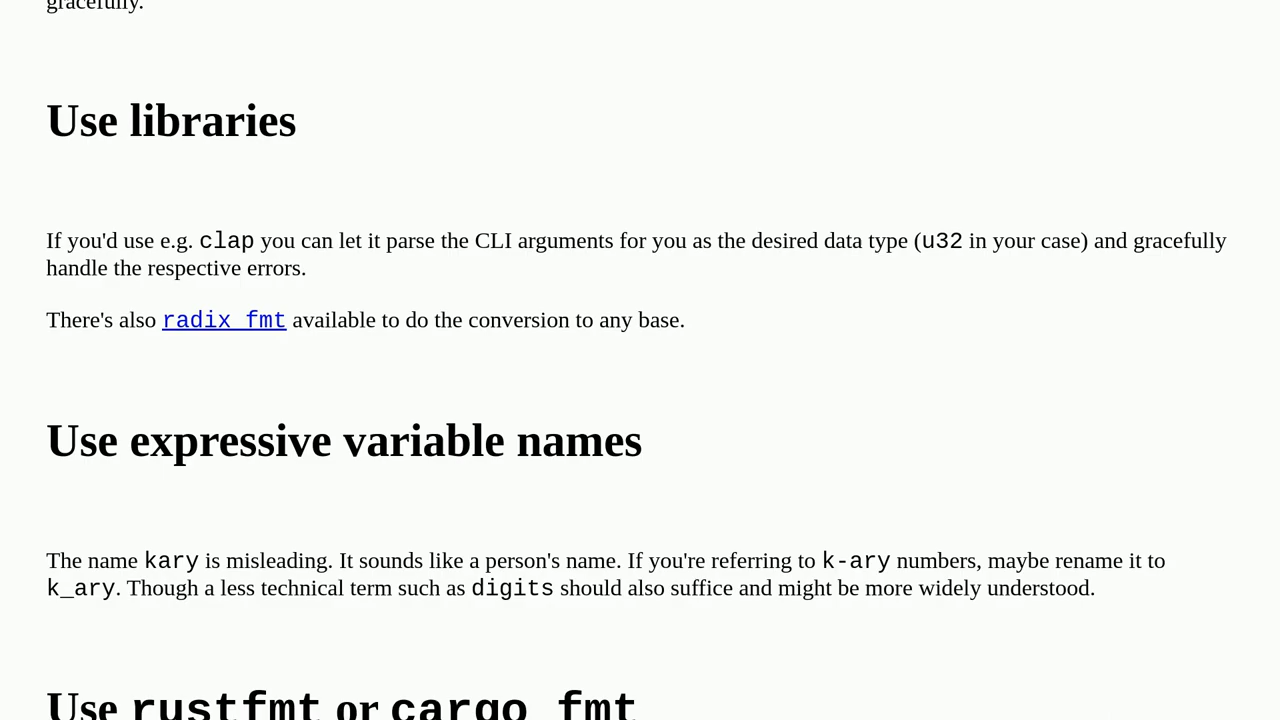 gracefully.
Use libraries
If you'd use e.g. clap you can let it parse the CLI arguments for you as the desired data type (u32 in your case) and gracefully
handle the respective errors.
There's also radix_fmt available to do the conversion to any base.
Use expressive variable names
The name kary is misleading. It sounds like a person's name. If you're referring to k-ary numbers, maybe rename it to
k_ary. Though a less technical term such as digits should also suffice and might be more widely understood.
Use rustfmt or cargo fmt